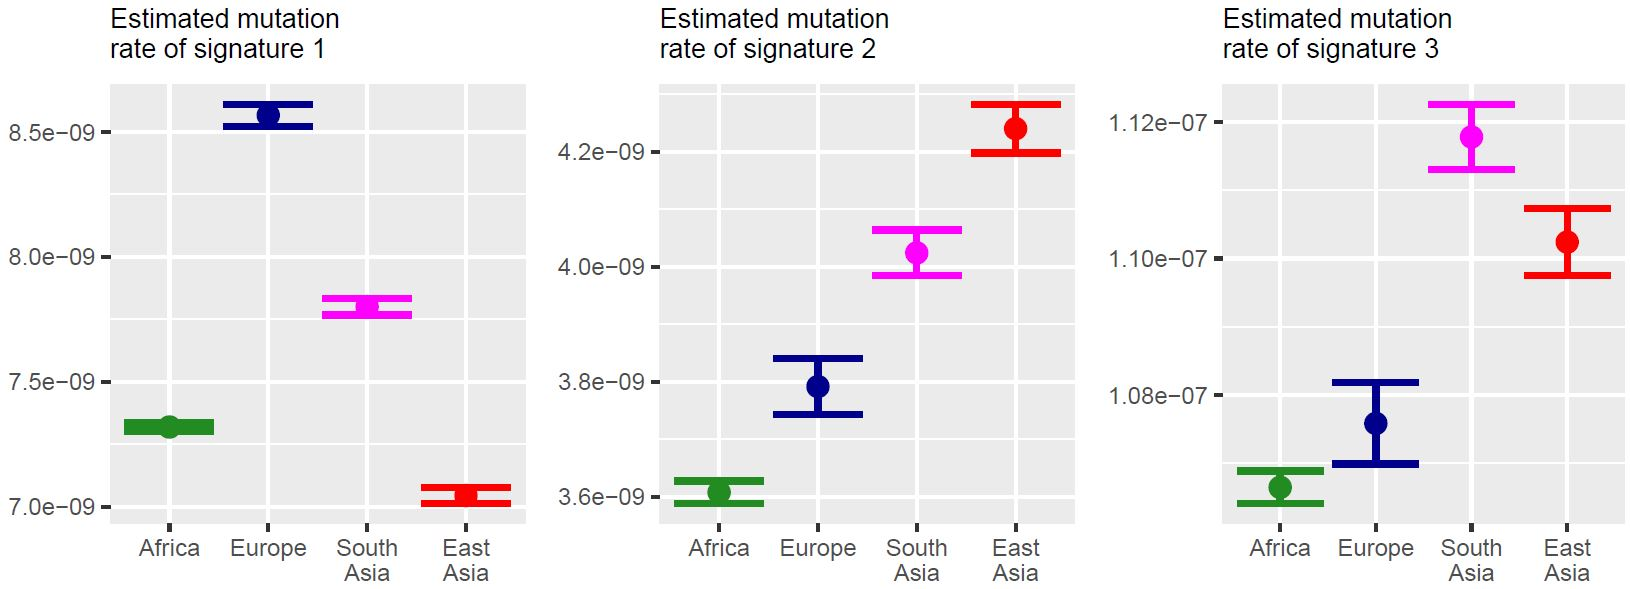 Estimated mutation
rate of signature 1
8.5e−09
8.0e−09
7.5e−09
7.0e−09
Africa
Europe
South
Asia
East
Asia
Estimated mutation
rate of signature 2
4.2e−09
4.0e−09
3.8e−09
3.6e−09
Africa
Europe
South
Asia
East
Asia
Estimated mutation
rate of signature 3
1.12e−07
1.10e−07
1.08e−07
Africa
Europe
South
Asia
East
Asia